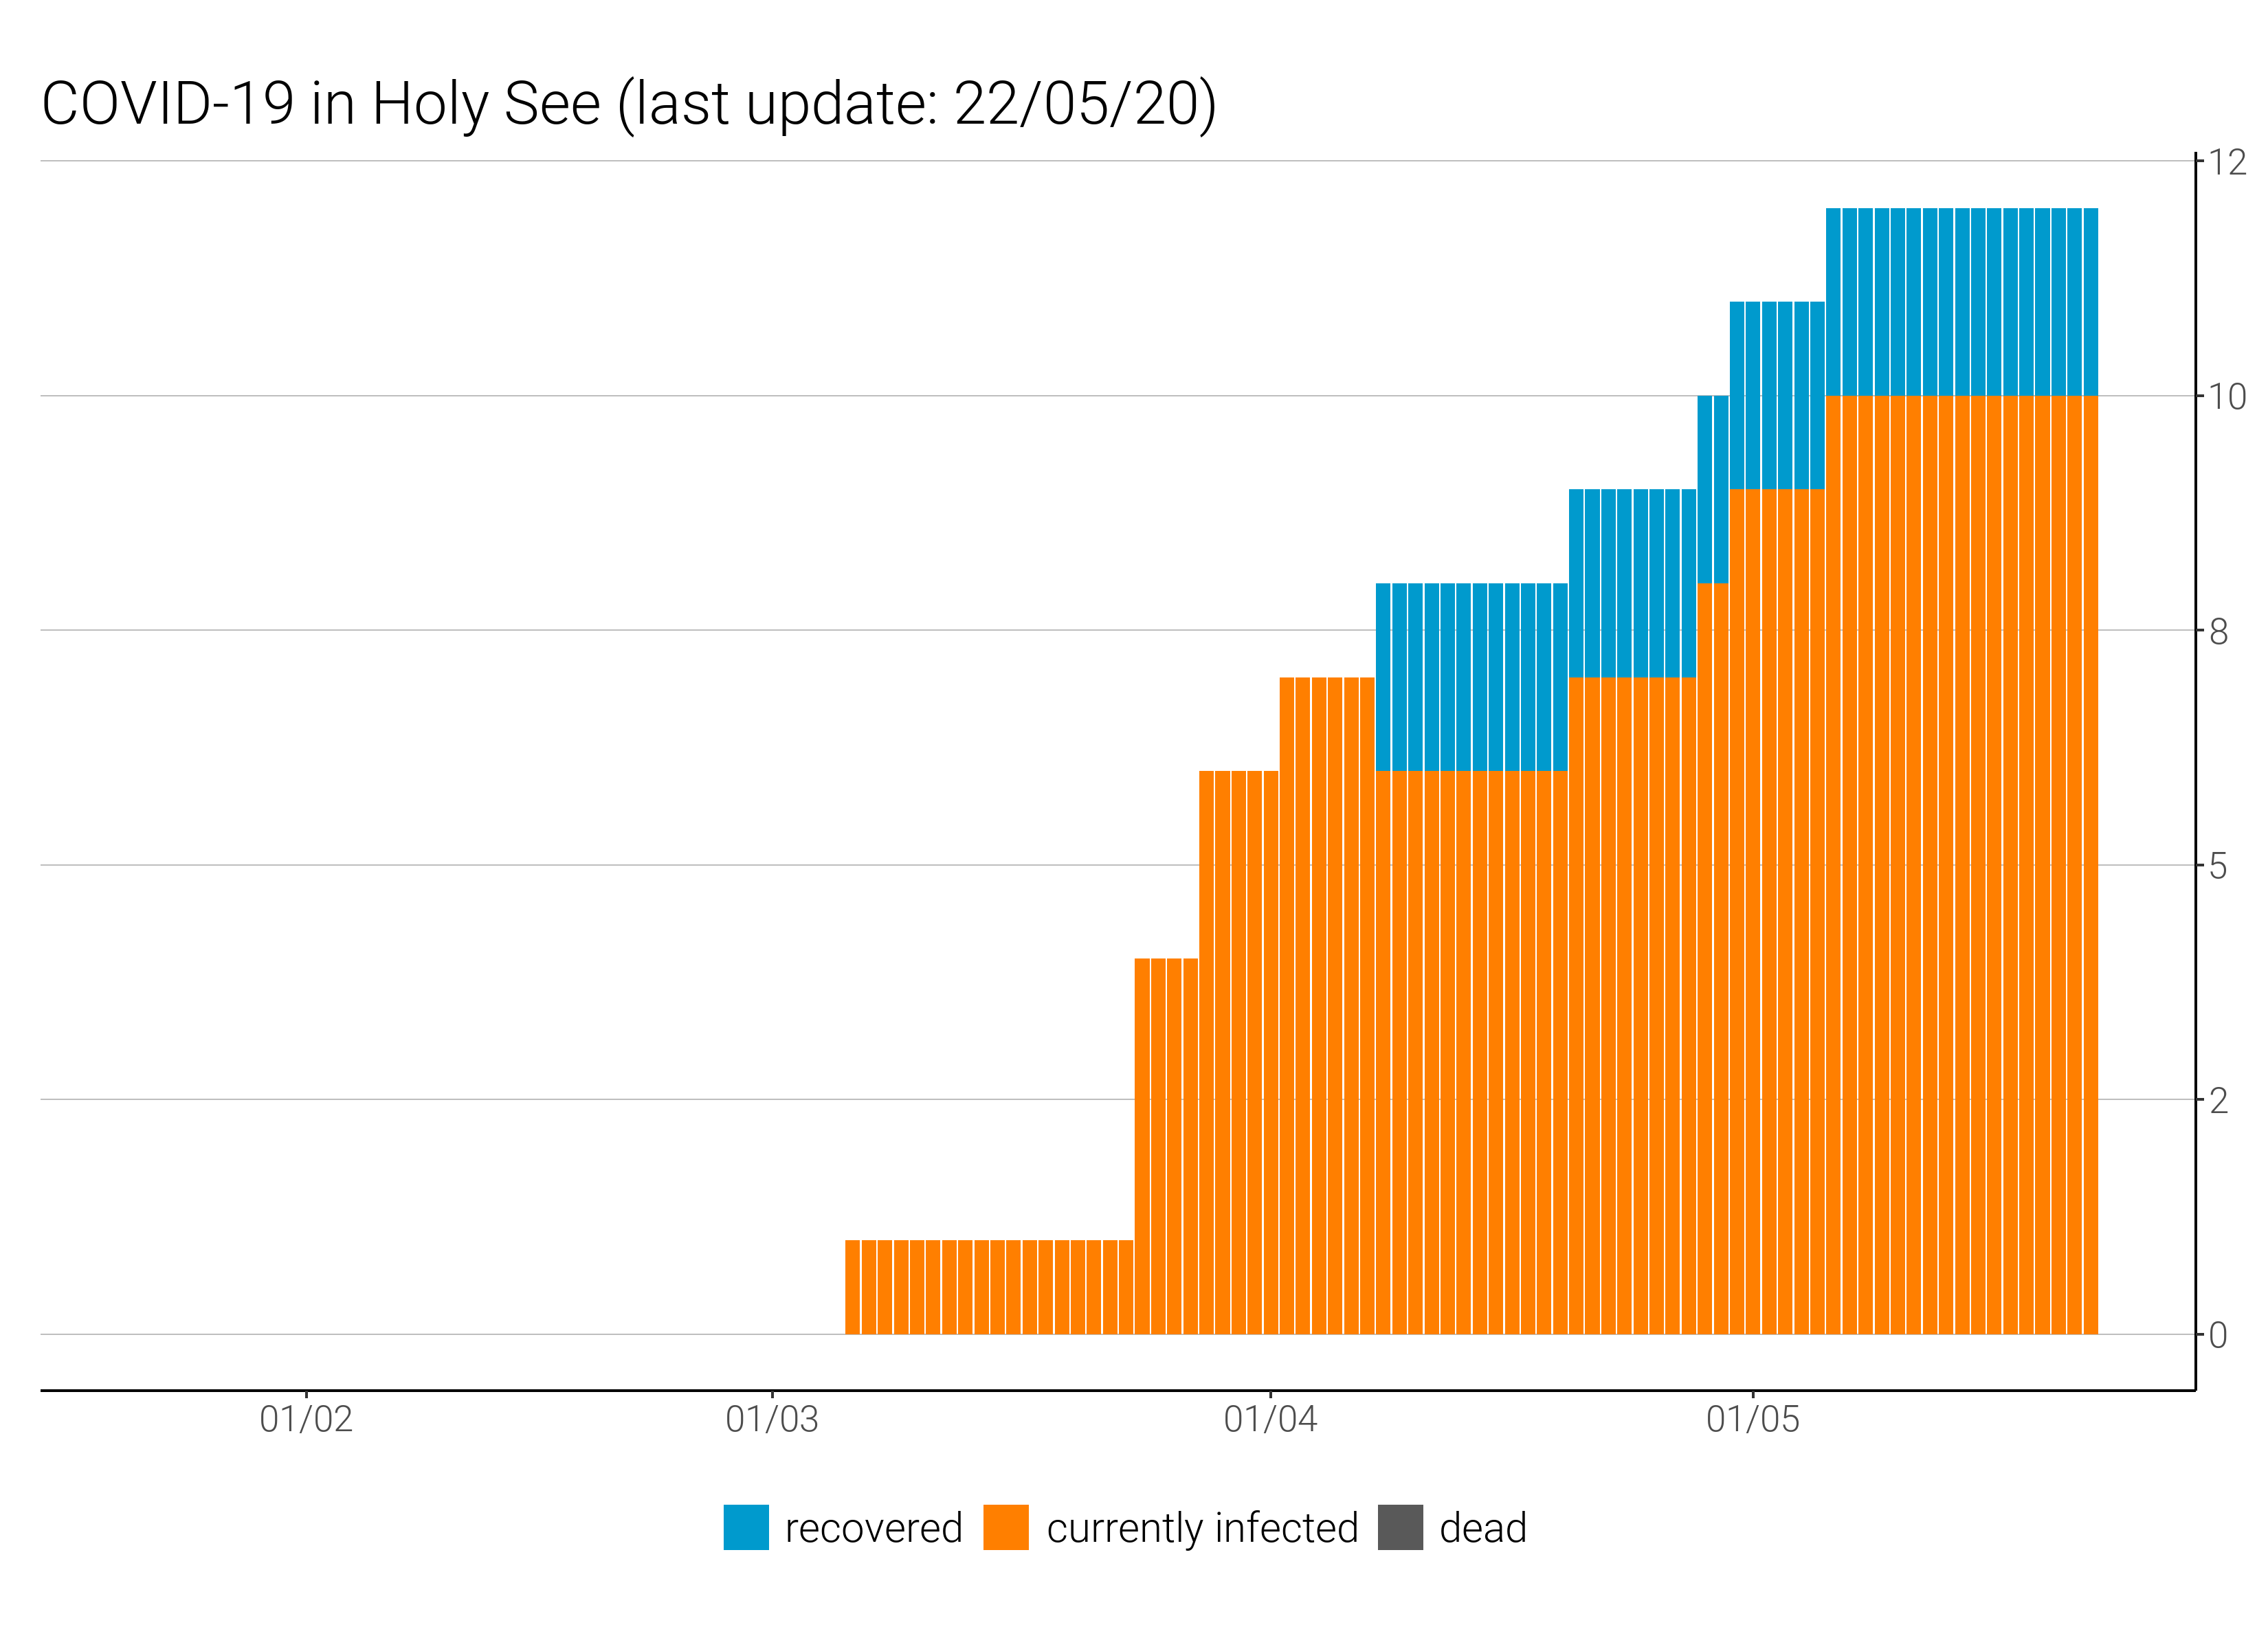 COVID-19 in Holy See (last update: 22/05/20)
12
10
8
5
2
0
01/02 01/03 01/04 01/05
recovered currently infected dead